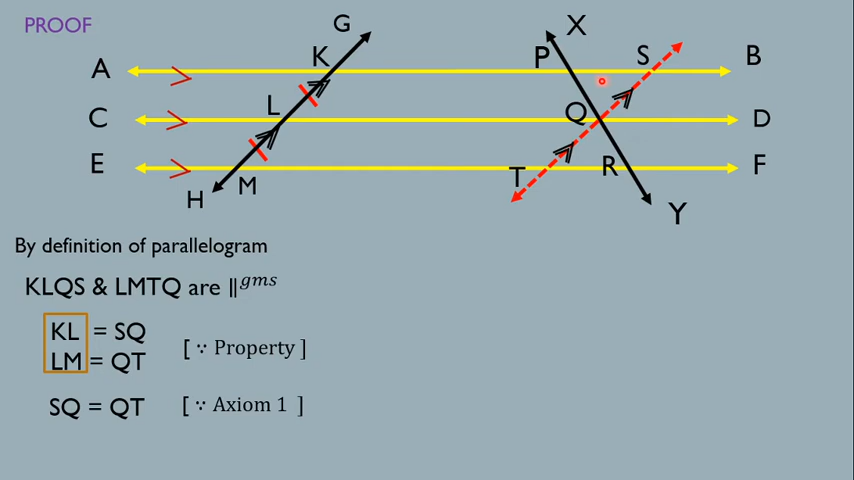 PROOF
G
X
K
P
S
A
B
L
Q
C
D
E
F
M
T
R
H
Y
By definition of parallelogram
KLQS & LMTQ are ∥ᵍᵐˢ
KL = SQ
LM = QT
[ ∵ Property ]
SQ = QT [ ∵ Axiom 1 ]